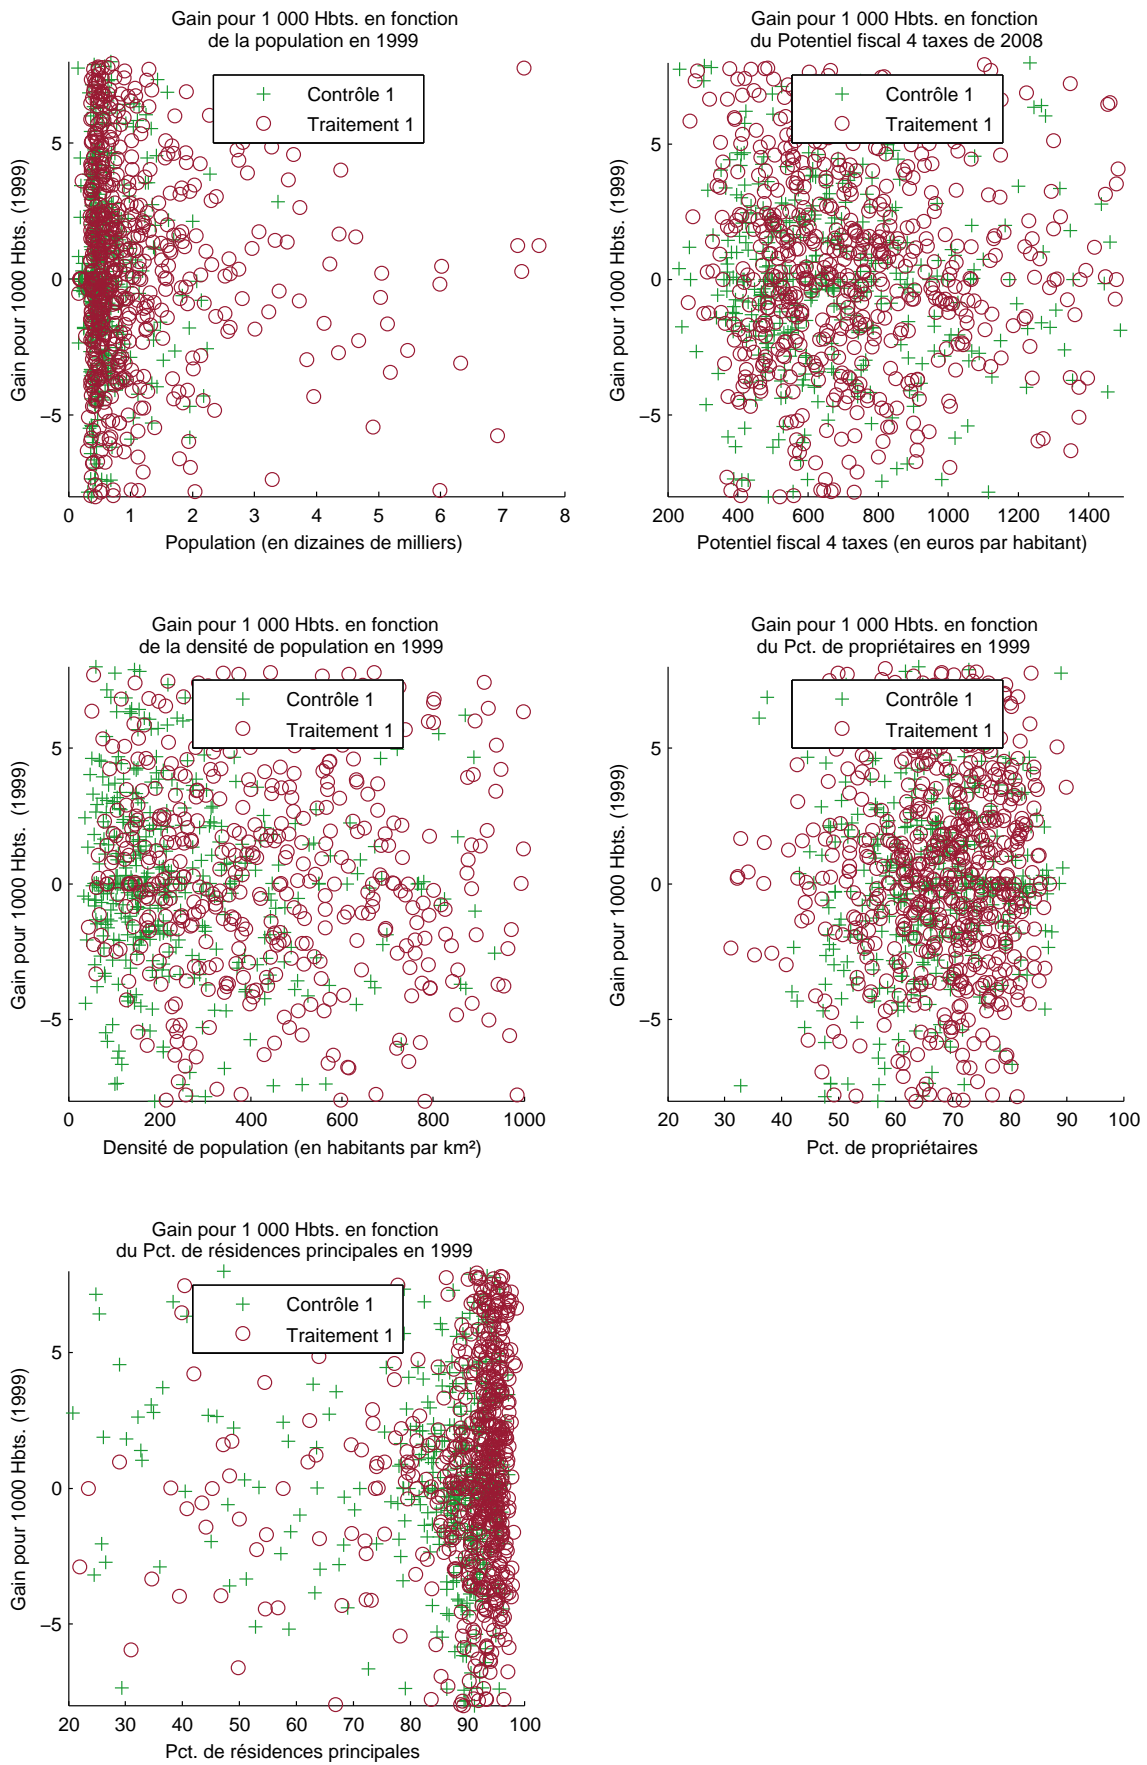 Gain pour 1 000 Hbts. en fonction
de la population en 1999
Contrôle 1
Traitement 1
Gain pour 1000 Hbts. (1999)
5
0
−5
0 1 2 3 4 5 6 7 8
Population (en dizaines de milliers)
Gain pour 1 000 Hbts. en fonction
du Potentiel fiscal 4 taxes de 2008
Contrôle 1
Traitement 1
Gain pour 1000 Hbts. (1999)
5
0
−5
200 400 600 800 1000 1200 1400
Potentiel fiscal 4 taxes (en euros par habitant)
Gain pour 1 000 Hbts. en fonction
de la densité de population en 1999
Contrôle 1
Traitement 1
Gain pour 1000 Hbts. (1999)
5
0
−5
0 200 400 600 800 1000
Densité de population (en habitants par km²)
Gain pour 1 000 Hbts. en fonction
du Pct. de propriétaires en 1999
Contrôle 1
Traitement 1
Gain pour 1000 Hbts. (1999)
5
0
−5
20 30 40 50 60 70 80 90 100
Pct. de propriétaires
Gain pour 1 000 Hbts. en fonction
du Pct. de résidences principales en 1999
Contrôle 1
Traitement 1
Gain pour 1000 Hbts. (1999)
5
0
−5
20 30 40 50 60 70 80 90 100
Pct. de résidences principales